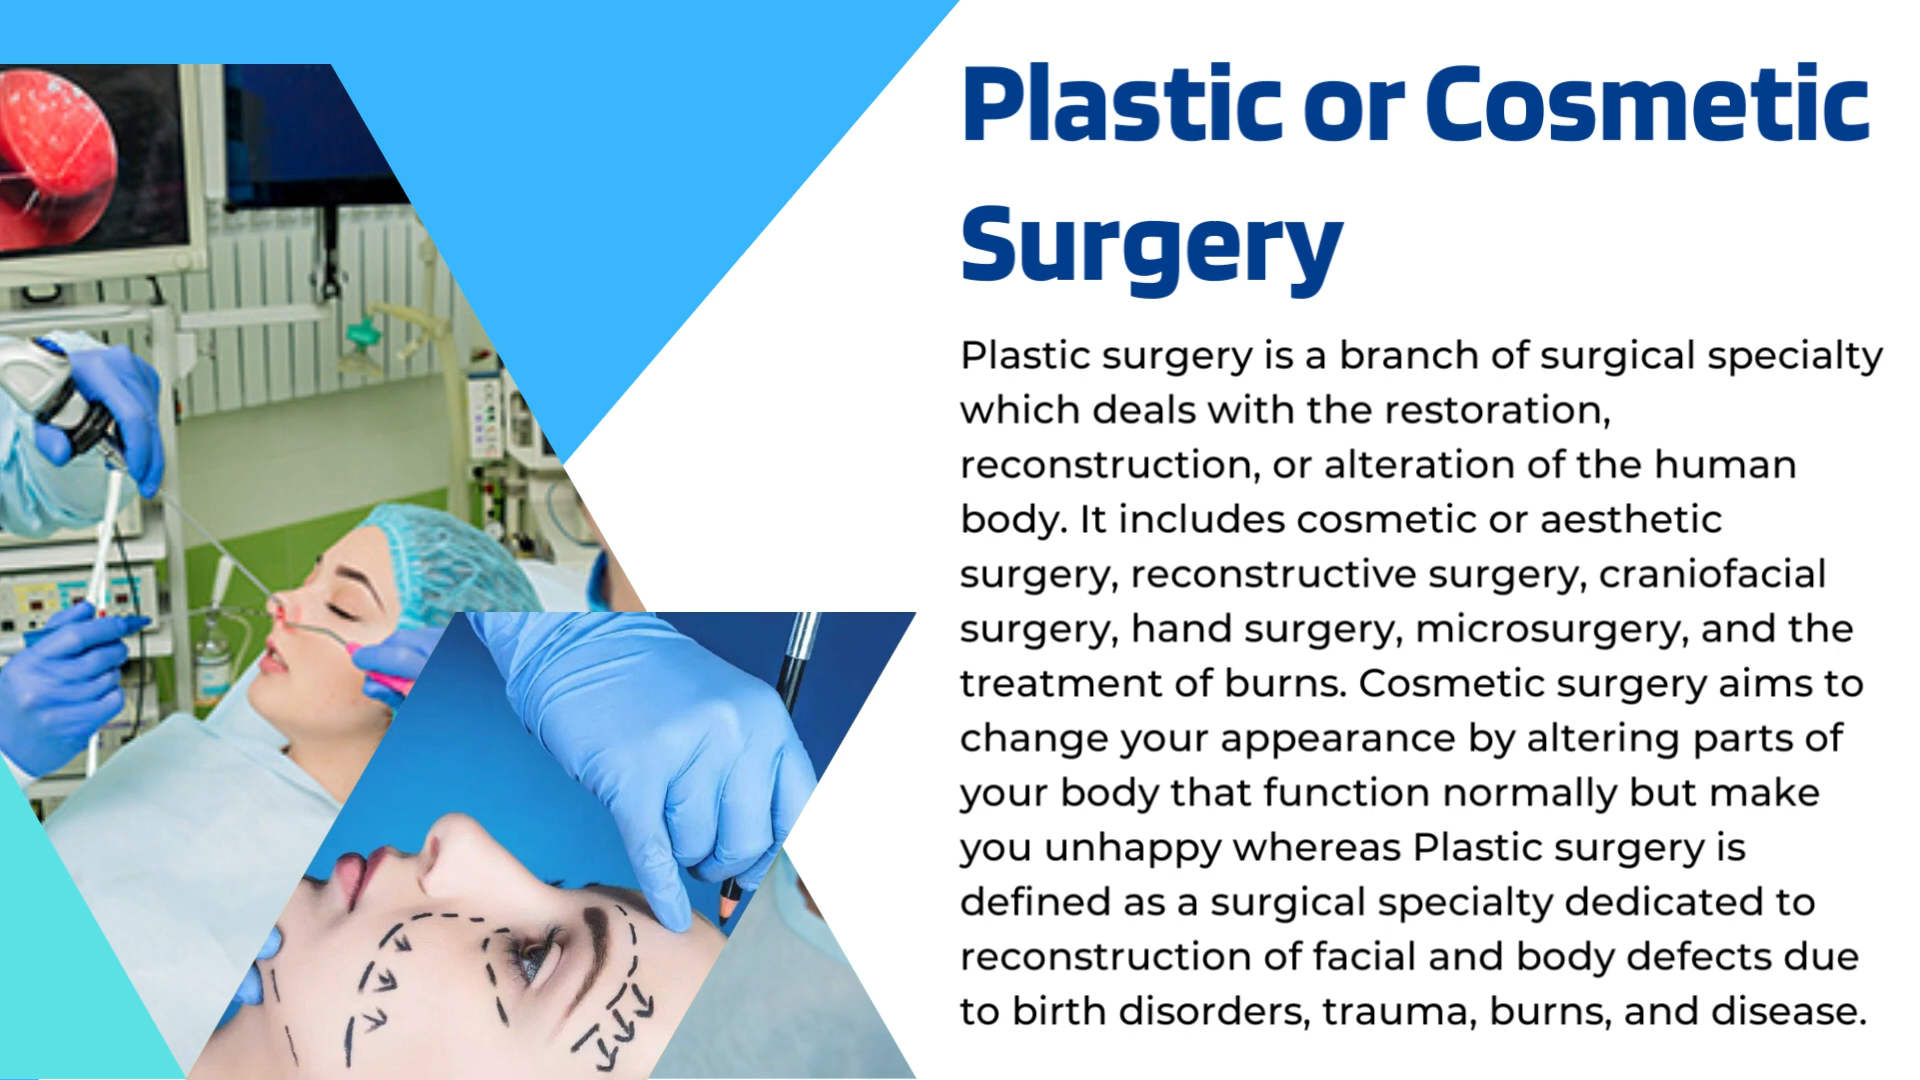 Plastic or Cosmetic
Surgery
Plastic surgery is a branch of surgical specialty
which deals with the restoration,
reconstruction, or alteration of the human
body. It includes cosmetic or aesthetic
surgery, reconstructive surgery, craniofacial
surgery, hand surgery, microsurgery, and the
treatment of burns. Cosmetic surgery aims to
change your appearance by altering parts of
your body that function normally but make
you unhappy whereas Plastic surgery is
defined as a surgical specialty dedicated to
reconstruction of facial and body defects due
to birth disorders, trauma, burns, and disease.